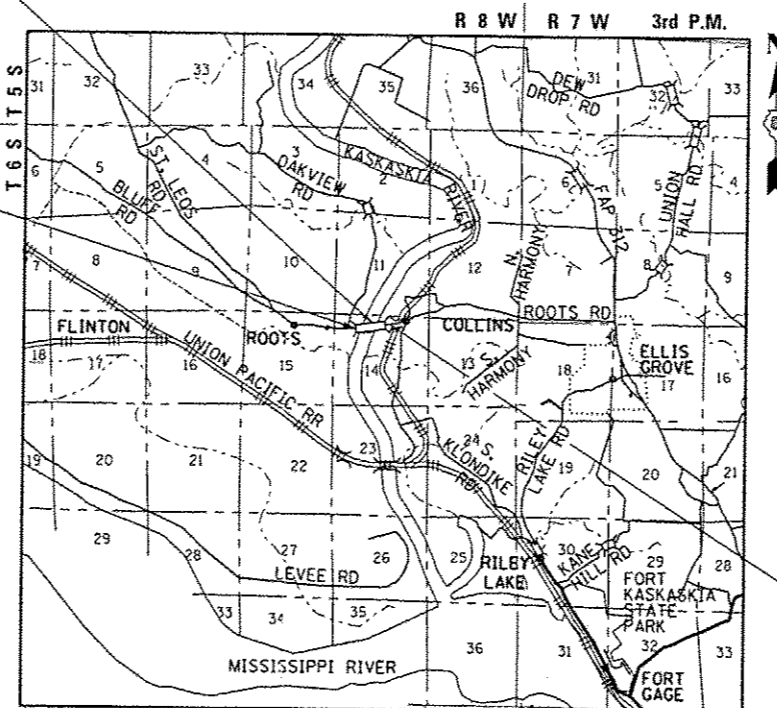 R 8 W R 7 W 3rd P.M.
N
T 5 S
T 6 S
31 32 33 34 35 36 31 32 33
DEW DROP RD
6 5 4 3 2 1 6 5 4
ST. LEOS RD
BLUFF RD
OAKVIEW RD
KASKASKIA RIVER
FAP 312
UNION HALL RD
7 8 9 10 11 12 7 8 9
N. HARMONY
FLINTON
ROOTS
COLLINS
ROOTS RD
18 17 16 15 14 13 18 17 16
UNION PACIFIC RR
S. HARMONY
ELLIS GROVE
19 20 21 22 23 24 19 20 21
S. KLONDIKE RD
RILEY LAKE RD
29 28 27 26 25 30 29 28
LEVEE RD
RILEY LAKE
KANE HILL RD
FORT KASKASKIA STATE PARK
33 34 35 36 31 32 33
MISSISSIPPI RIVER
FORT GAGE